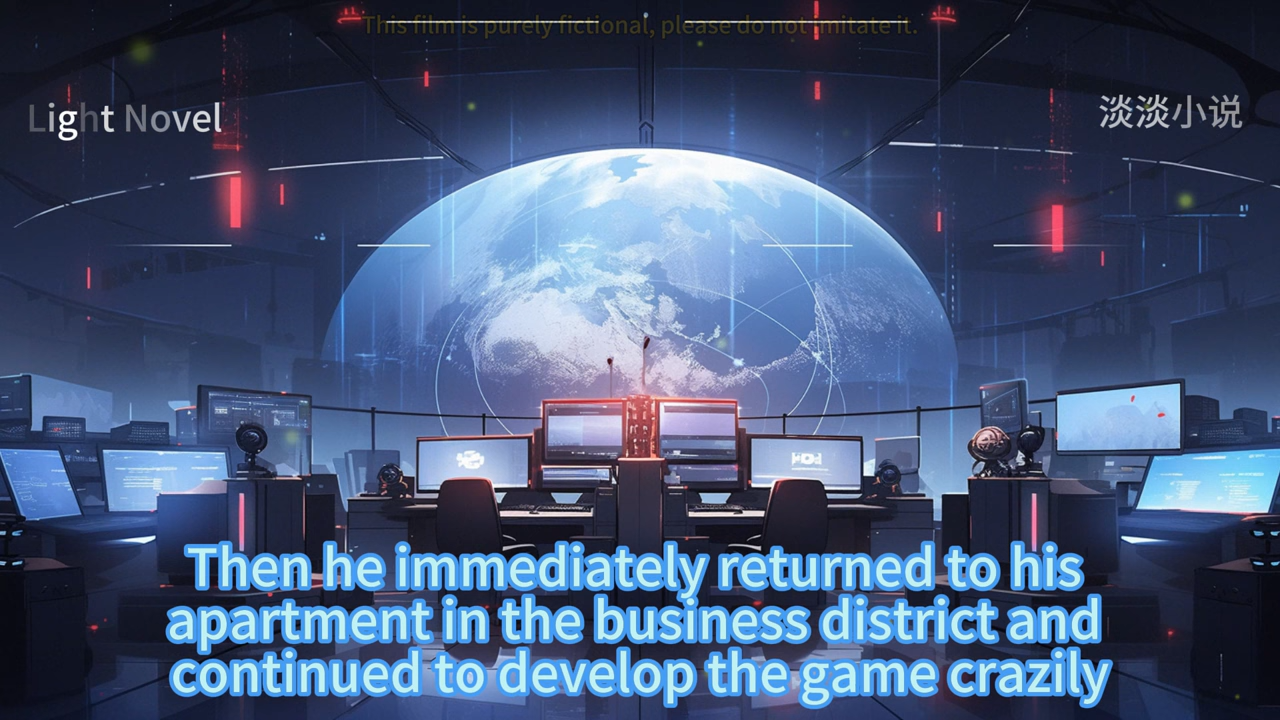 This film is purely fictional, please do not imitate it.
Light Novel
淡淡小说
Then he immediately returned to his
apartment in the business district and
continued to develop the game crazily